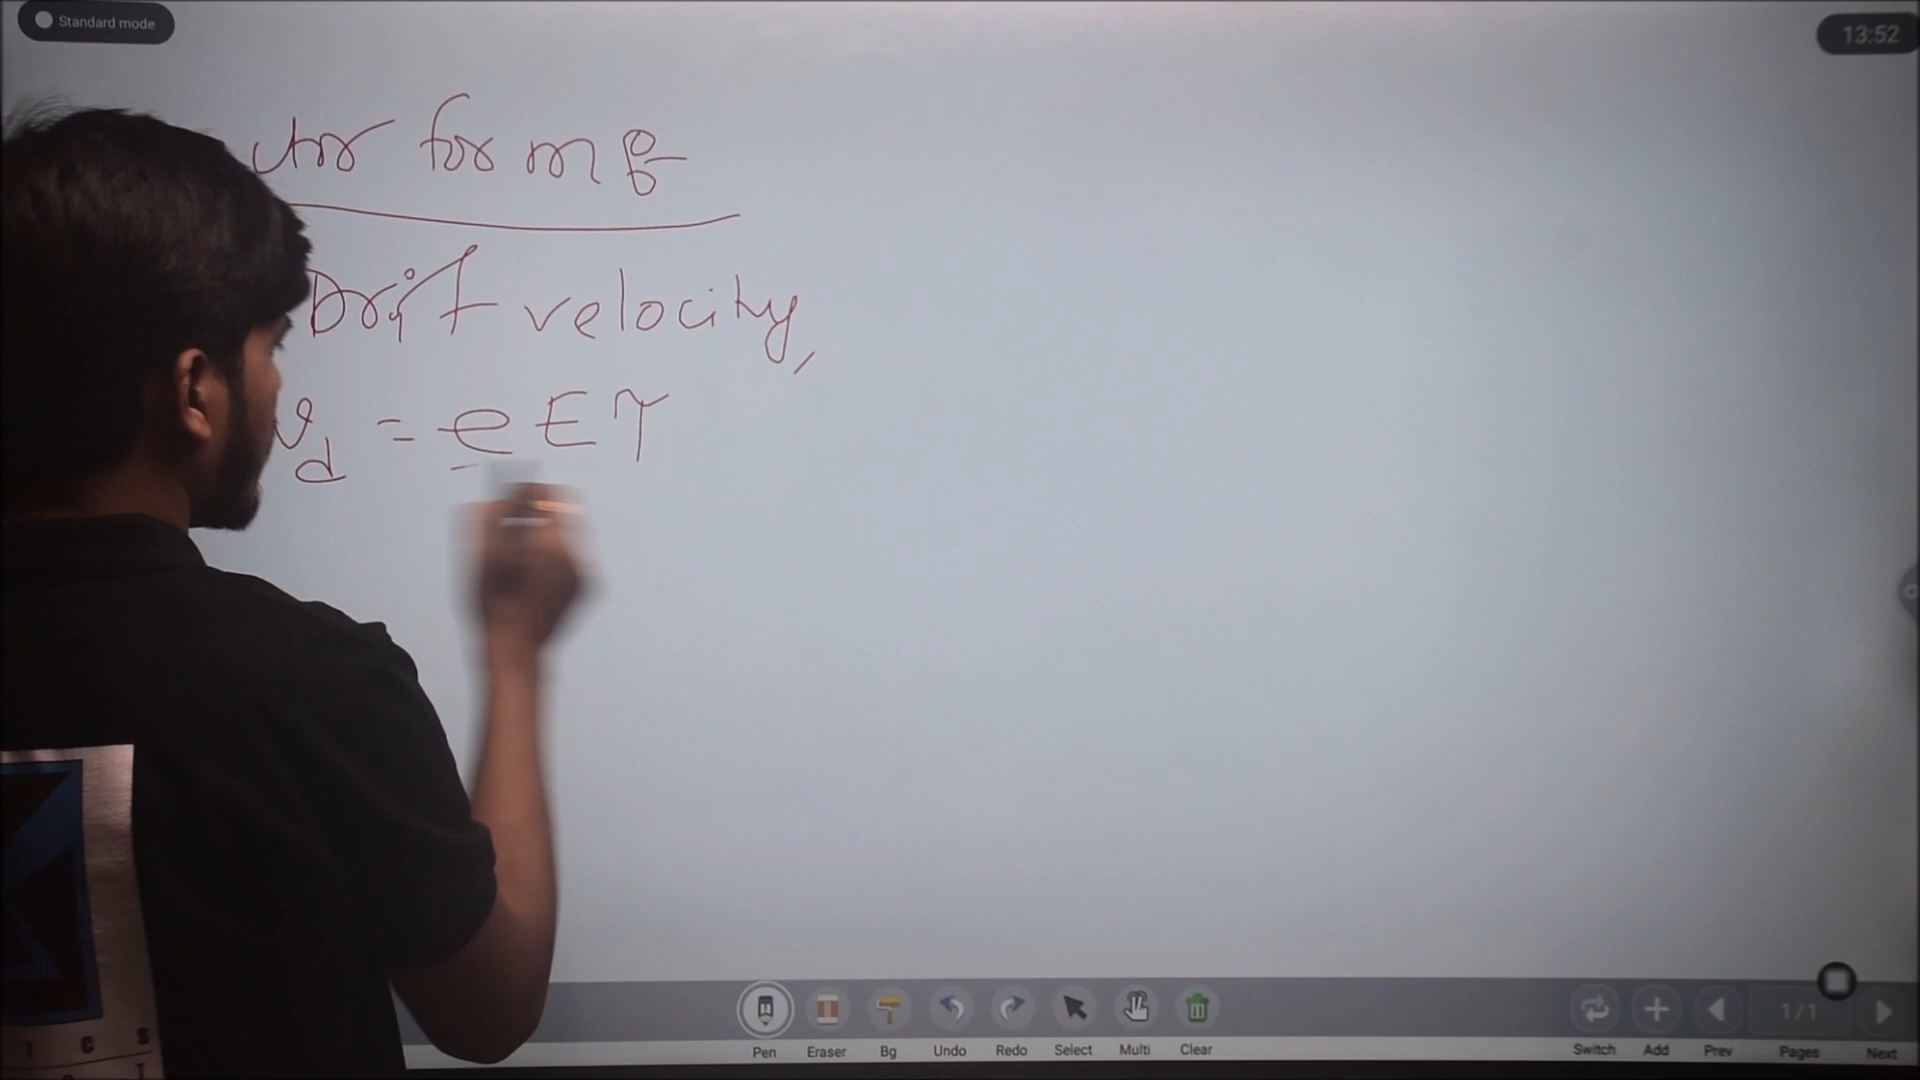 Standard mode
13:52
for
Drift velocity,
v_d = e E τ
Pen Eraser Bg Undo Redo Select Multi Clear
Switch Add Prev 1/1 Pages Next
I C S
T